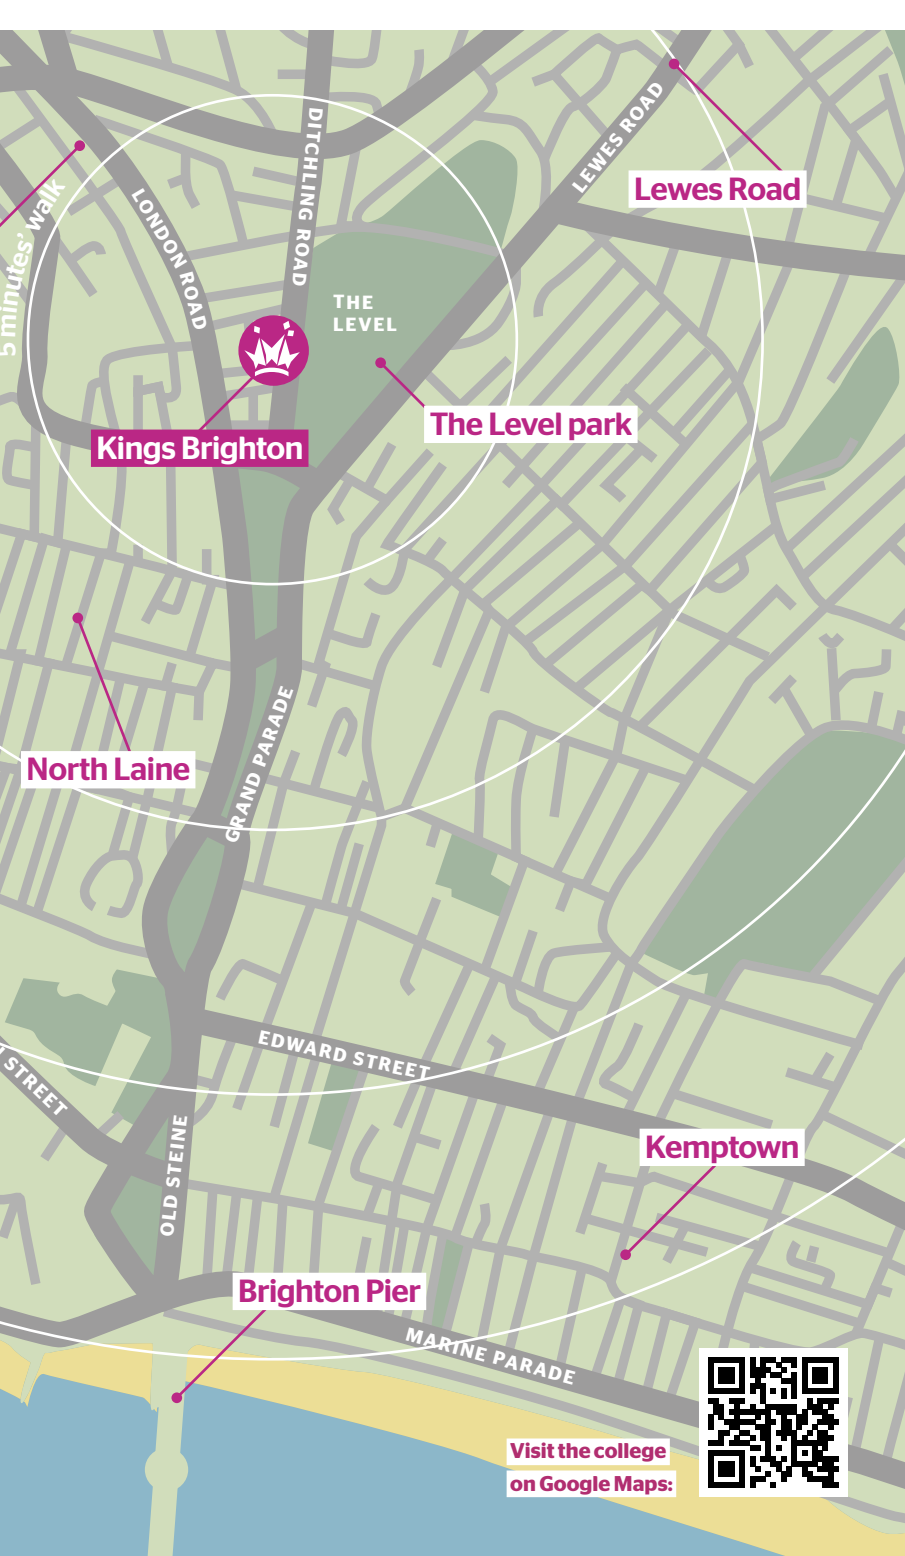 DITCHLING ROAD
LEWES ROAD
Lewes Road
5 minutes’ walk
LONDON ROAD
THE
LEVEL
The Level park
Kings Brighton
North Laine
GRAND PARADE
EDWARD STREET
STREET
OLD STEINE
Kemptown
Brighton Pier
MARINE PARADE
Visit the college
on Google Maps: